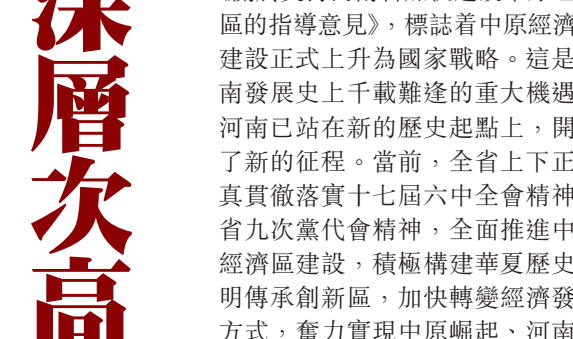 深層次高
區的指導意見》，標誌着中原經濟
建設正式上升為國家戰略。這是
南發展史上千載難逢的重大機遇
河南已站在新的歷史起點上，開
了新的征程。當前，全省上下正
真貫徹落實十七屆六中全會精神
省九次黨代會精神，全面推進中
經濟區建設，積極構建華夏歷史
明傳承創新區，加快轉變經濟發
方式，奮力實現中原崛起、河南